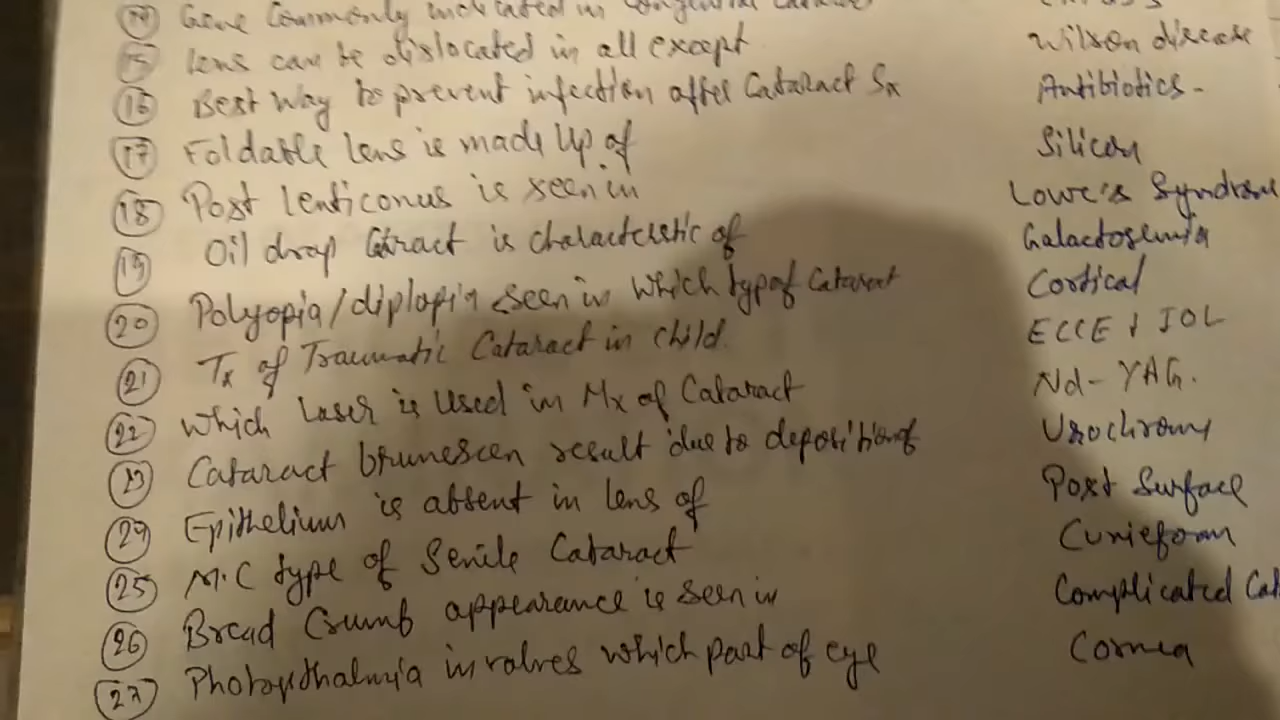 Gene Commonly indicated in Congenital
15 lens can be dislocated in all except Wilson disease
16 Best Way to prevent infection after Cataract Sx Antibiotics -
17 Foldable lens is made up of Silicon
18 Post lenticonus is seen in Lowe's Syndrome
19 Oil drop Catract is characteristic of Galactosemia
20 Polyopia/diplopia seen in which typ of Cataract Cortical
21 Tx of Traumatic Cataract in child. ECCE + IOL
22 which Laser is used in Mx of Cataract Nd-YAG.
23 Cataract brunescen result due to deposition of Urochrome
24 Epithelium is absent in lens of Post Surface
25 M.C type of Senile Cataract Cunieform
26 Bread Crumb appearance is seen in Complicated Cat
27 Photopthalmia involves which part of eye Cornea